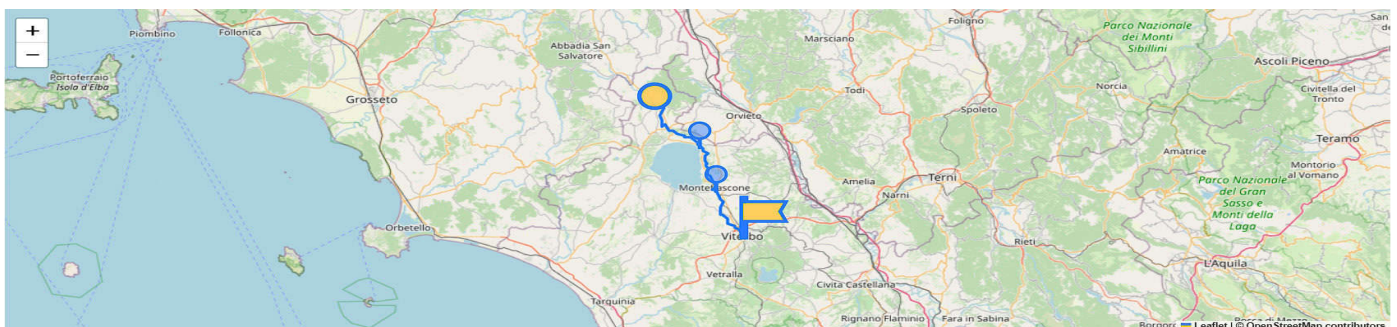 +
−
Piombino
Follonica
Portoferraio
Isola d'Elba
Grosseto
Orbetello
Abbadia San
Salvatore
Marsciano
Foligno
Orvieto
Todi
Spoleto
Norcia
Parco Nazionale
dei Monti
Sibillini
Ascoli Piceno
San
Civitella del
Tronto
Teramo
Montorio
al Vomano
Amatrice
Parco Nazionale
del Gran
Sasso e
Monti della
Laga
Terni
Amelia
Narni
Rieti
L'Aquila
Viterbo
Vetralla
Tarquinia
Civita Castellana
Rignano Flaminio
Fara in Sabina
Leaflet | © OpenStreetMap contributors